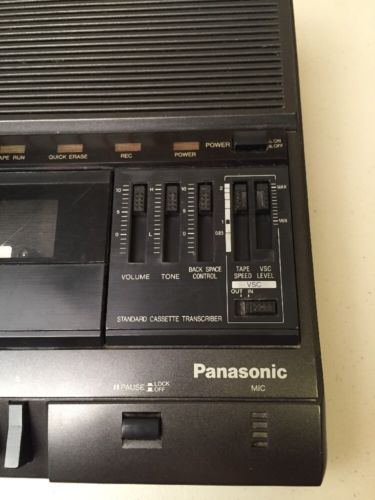 TAPE RUN QUICK ERASE REC POWER POWER ON
OFF
10 H 10 2 MAX
5 5 1 MIN
0 L 0 0.85
VOLUME TONE BACK SPACE CONTROL TAPE SPEED VSC LEVEL
VSC
OUT IN
STANDARD CASSETTE TRANSCRIBER
Panasonic
PAUSE LOCK
OFF
MIC